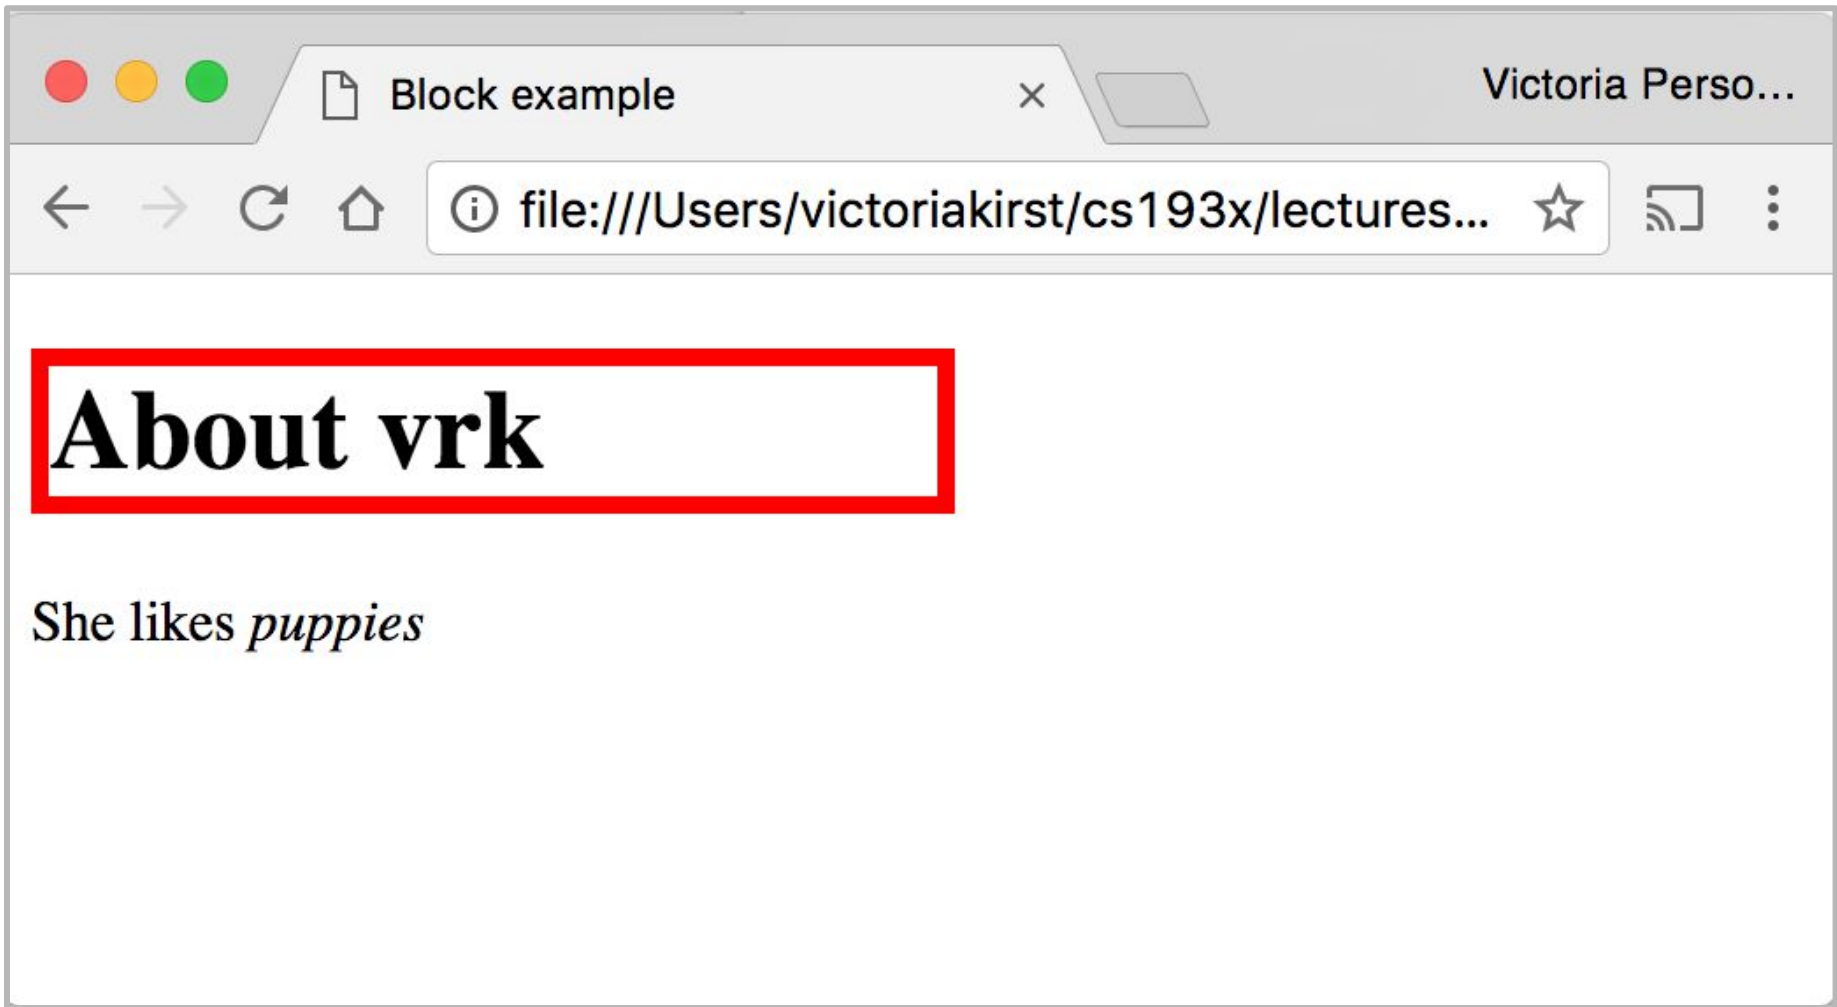 Block example
Victoria Perso...
file:///Users/victoriakirst/cs193x/lectures...
About vrk
She likes puppies